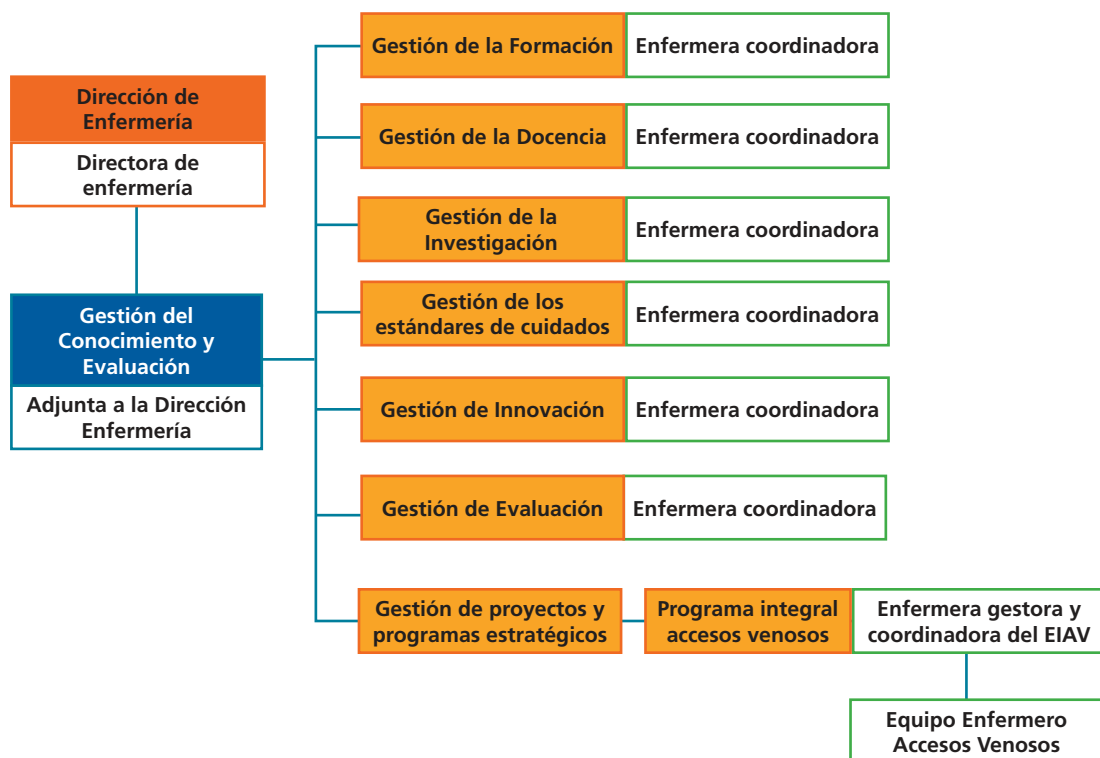 Dirección de
Enfermería
Directora de
enfermería
Gestión del
Conocimiento y
Evaluación
Adjunta a la Dirección
Enfermería
Gestión de la Formación
Enfermera coordinadora
Gestión de la Docencia
Enfermera coordinadora
Gestión de la
Investigación
Enfermera coordinadora
Gestión de los
estándares de cuidados
Enfermera coordinadora
Gestión de Innovación
Enfermera coordinadora
Gestión de Evaluación
Enfermera coordinadora
Gestión de proyectos y
programas estratégicos
Programa integral
accesos venosos
Enfermera gestora y
coordinadora del EIAV
Equipo Enfermero
Accesos Venosos